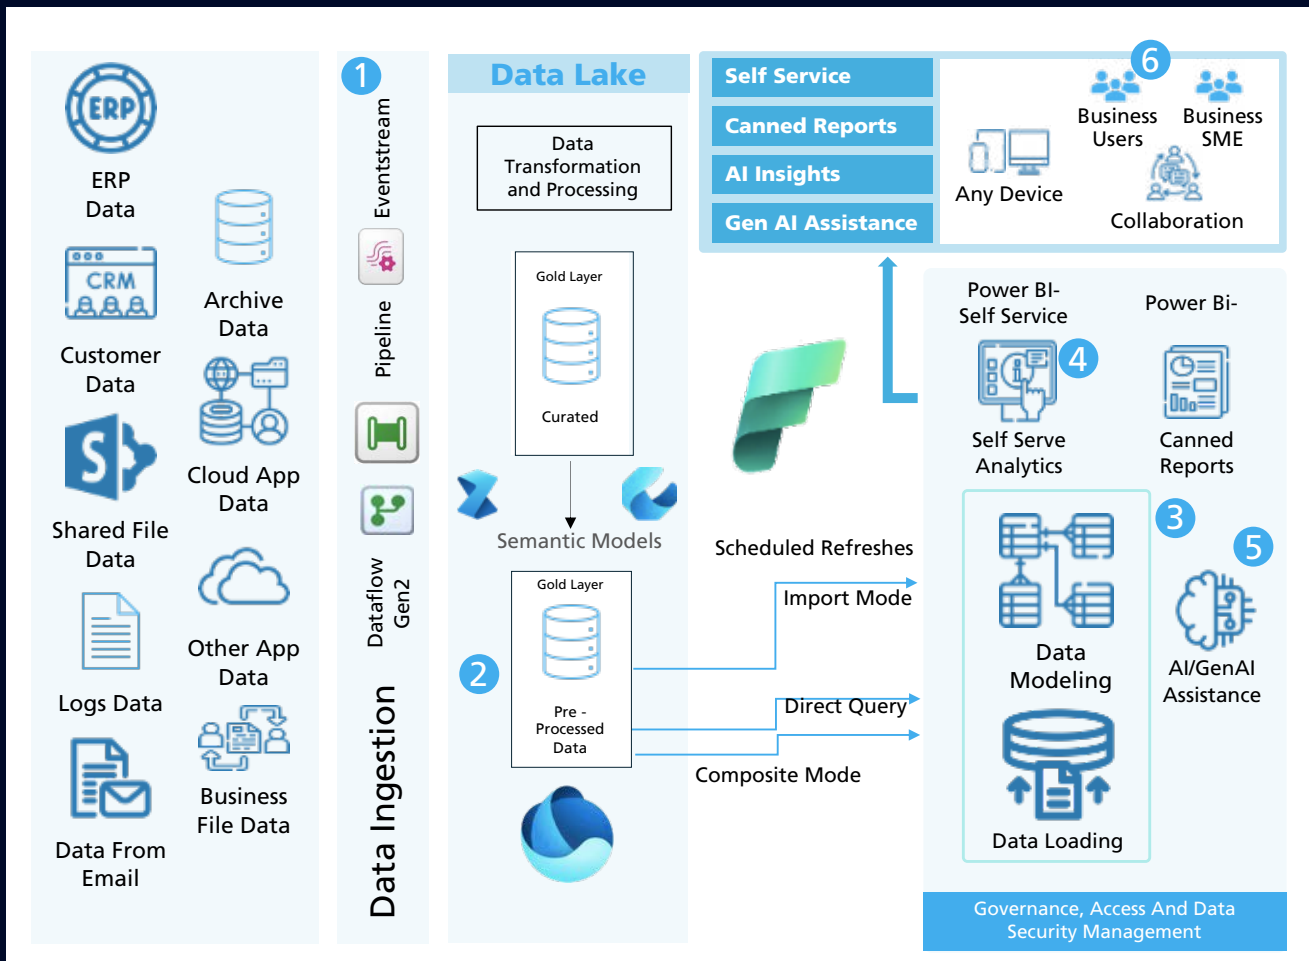 ERP
ERP
Data
Archive
Data
CRM
Customer
Data
Cloud App
Data
S
Shared File
Data
Other App
Data
Logs Data
Business
File Data
Data From
Email
1
Eventstream
Pipeline
Dataflow
Gen2
Data Ingestion
Data Lake
Data
Transformation
and Processing
Gold Layer
Curated
Semantic Models
Gold Layer
2
Pre -
Processed
Data
Scheduled Refreshes
Import Mode
Direct Query
Composite Mode
Self Service
Canned Reports
AI Insights
Gen AI Assistance
Any Device
6
Business
Users
Business
SME
Collaboration
Power BI-
Self Service
Power Bi-
4
Self Serve
Analytics
Canned
Reports
3
Data
Modeling
Data Loading
5
AI/GenAI
Assistance
Governance, Access And Data
Security Management